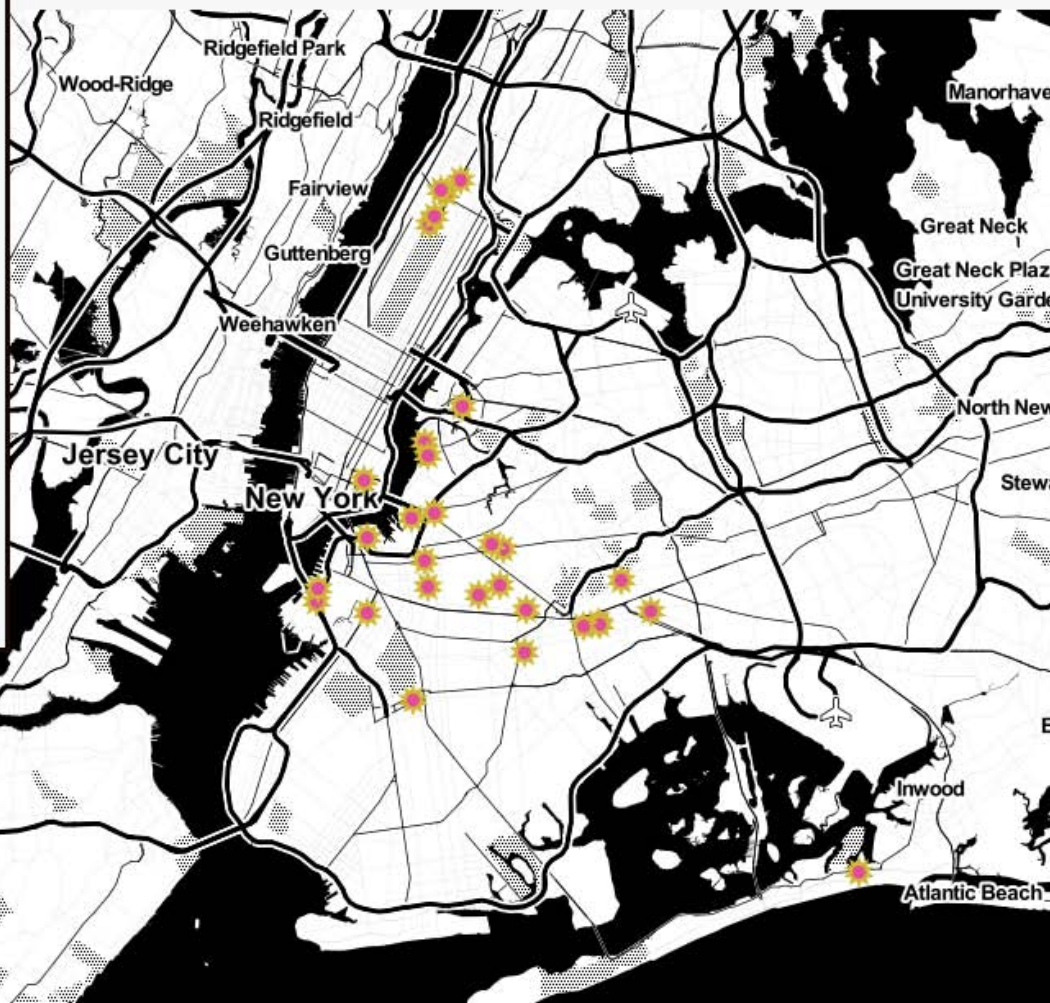 Ridgefield Park
Wood-Ridge
Manorhave
Ridgefield
Fairview
Great Neck
Guttenberg
Great Neck Plaz
University Garde
Weehawken
North New
Jersey City
Stewa
New York
E
Inwood
Atlantic Beach